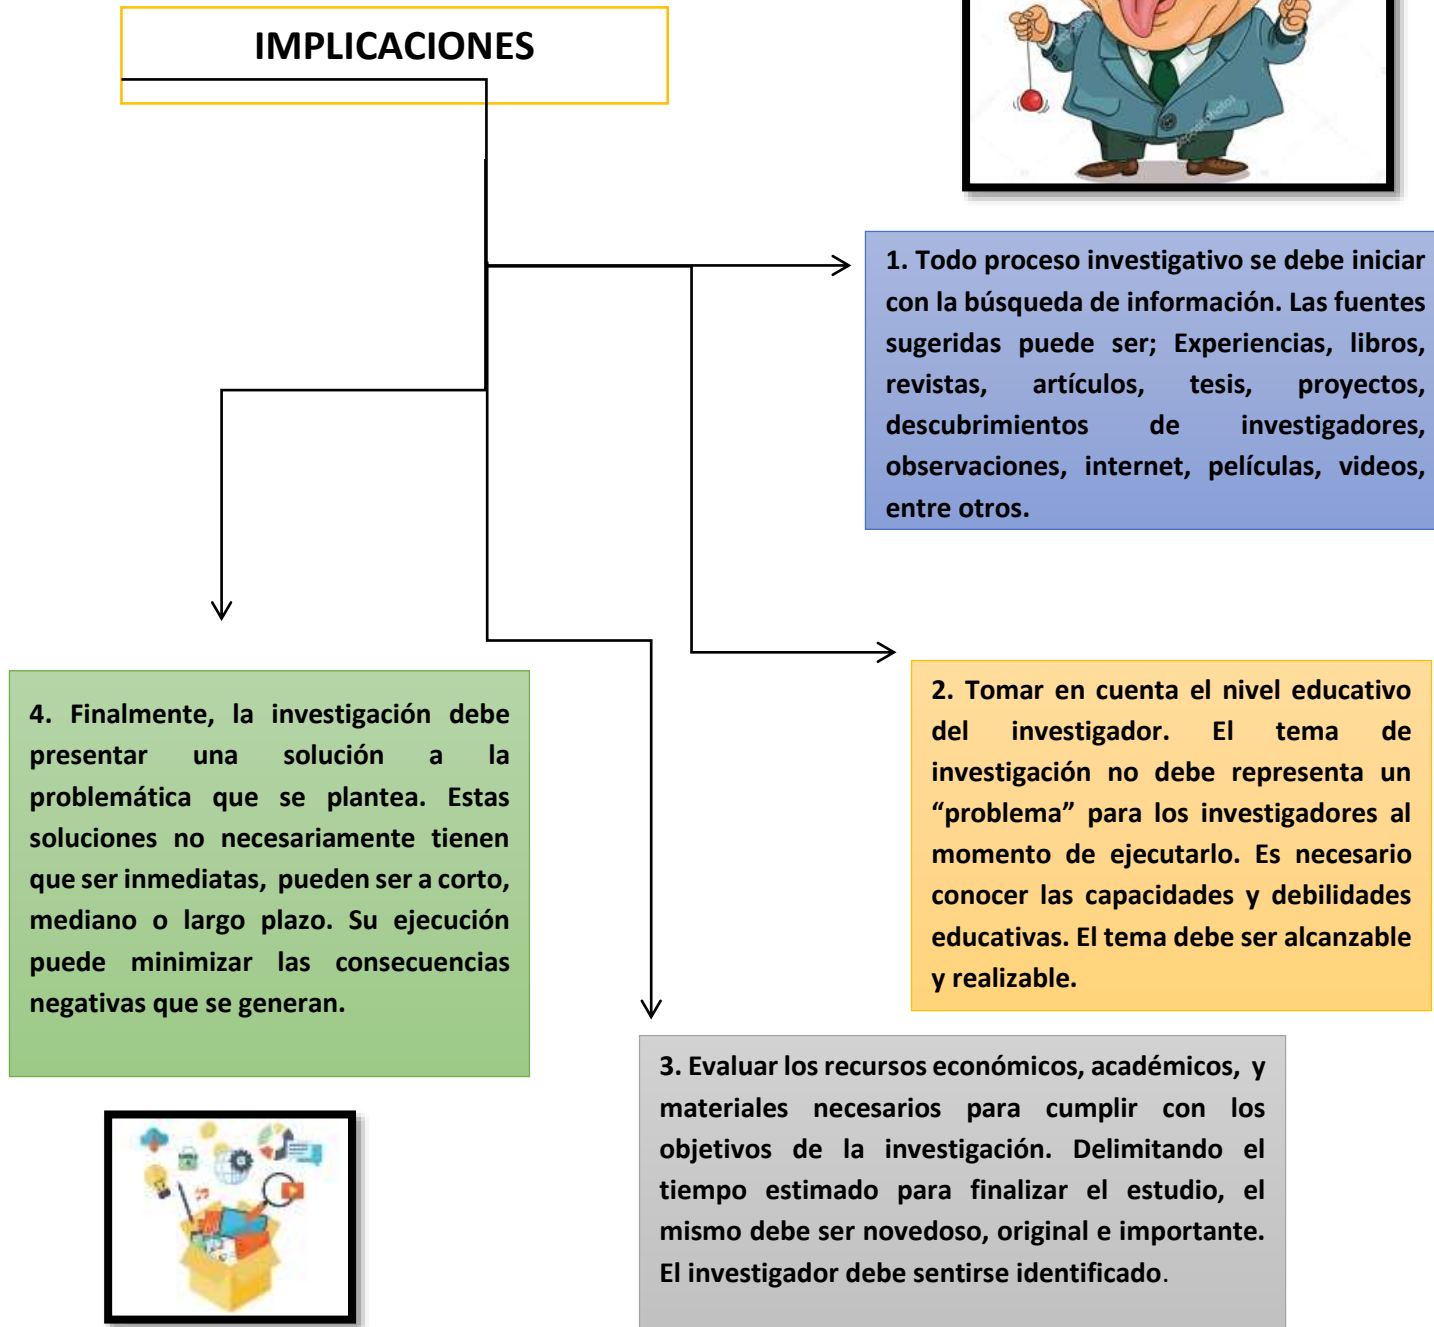 IMPLICACIONES
1. Todo proceso investigativo se debe iniciar
con la búsqueda de información. Las fuentes
sugeridas puede ser; Experiencias, libros,
revistas, artículos, tesis, proyectos,
descubrimientos de investigadores,
observaciones, internet, películas, videos,
entre otros.
2. Tomar en cuenta el nivel educativo
del investigador. El tema de
investigación no debe representa un
“problema” para los investigadores al
momento de ejecutarlo. Es necesario
conocer las capacidades y debilidades
educativas. El tema debe ser alcanzable
y realizable.
3. Evaluar los recursos económicos, académicos, y
materiales necesarios para cumplir con los
objetivos de la investigación. Delimitando el
tiempo estimado para finalizar el estudio, el
mismo debe ser novedoso, original e importante.
El investigador debe sentirse identificado.
4. Finalmente, la investigación debe
presentar una solución a la
problemática que se plantea. Estas
soluciones no necesariamente tienen
que ser inmediatas, pueden ser a corto,
mediano o largo plazo. Su ejecución
puede minimizar las consecuencias
negativas que se generan.